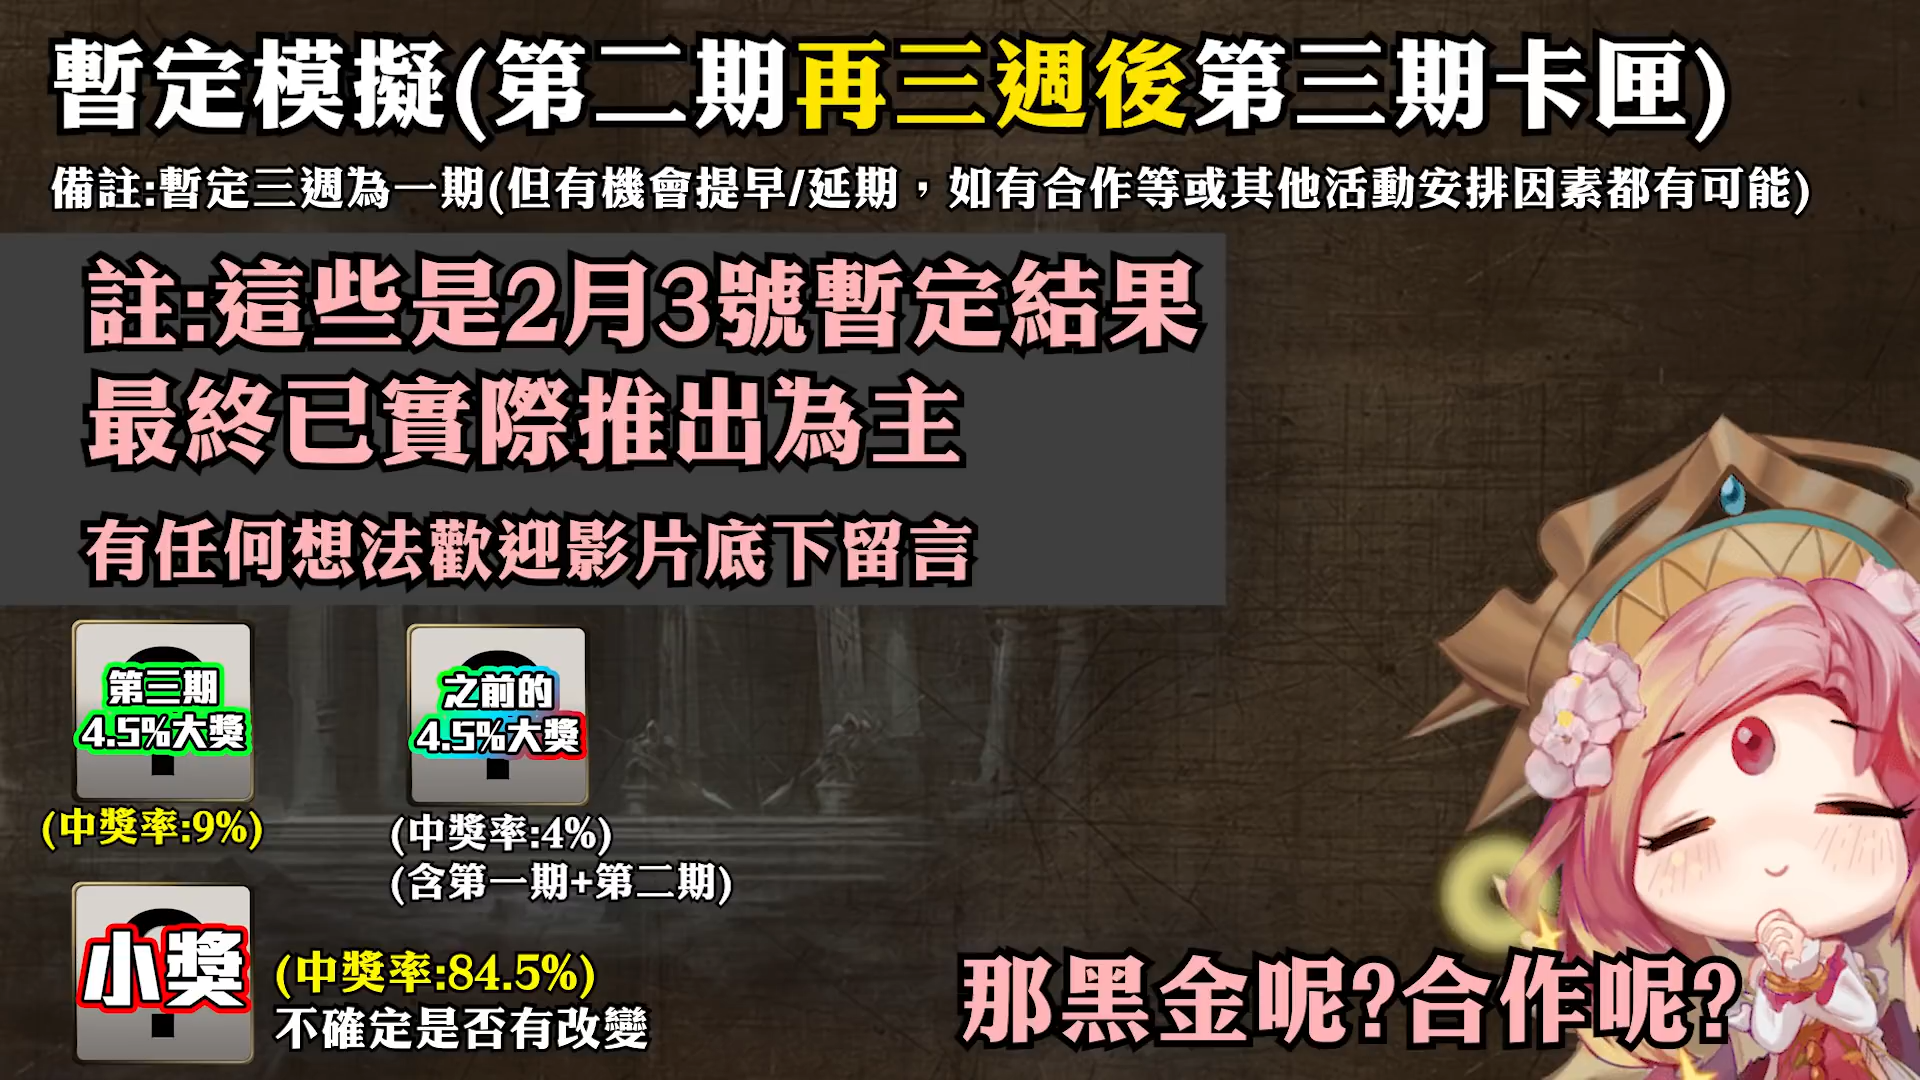 暫定模擬(第二期再三週後第三期卡匣)
備註:暫定三週為一期(但有機會提早/延期，如有合作等或其他活動安排因素都有可能)
註:這些是2月3號暫定結果
最終已實際推出為主
有任何想法歡迎影片底下留言
第三期
4.5%大獎
(中獎率:9%)
之前的
4.5%大獎
(中獎率:4%)
(含第一期+第二期)
小獎
(中獎率:84.5%)
不確定是否有改變
那黑金呢?合作呢?